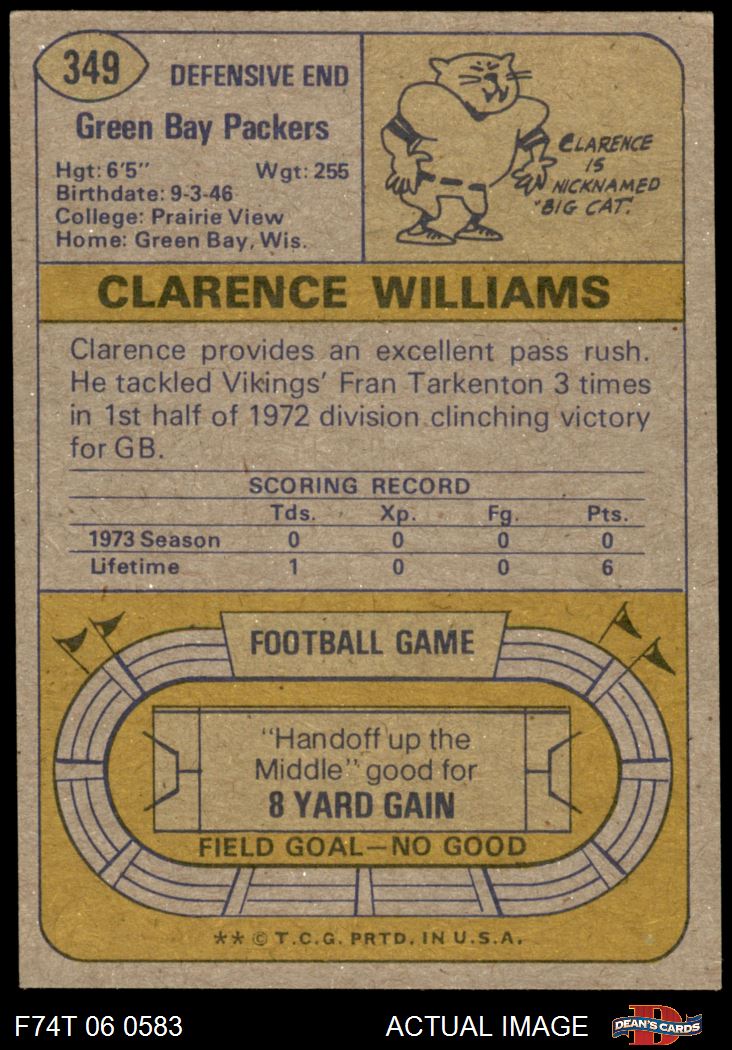 349
DEFENSIVE END
Green Bay Packers
Hgt: 6'5" Wgt: 255
Birthdate: 9-3-46
College: Prairie View
Home: Green Bay, Wis.
CLARENCE
IS
NICKNAMED
"BIG CAT".
CLARENCE WILLIAMS
Clarence provides an excellent pass rush.
He tackled Vikings' Fran Tarkenton 3 times
in 1st half of 1972 division clinching victory
for GB.
SCORING RECORD
Tds. Xp. Fg. Pts.
1973 Season 0 0 0 0
Lifetime 1 0 0 6
FOOTBALL GAME
"Handoff up the
Middle" good for
8 YARD GAIN
FIELD GOAL—NO GOOD
** © T.C.G. PRTD. IN U.S.A.
F74T 06 0583 ACTUAL IMAGE
D
DEAN'S CARDS